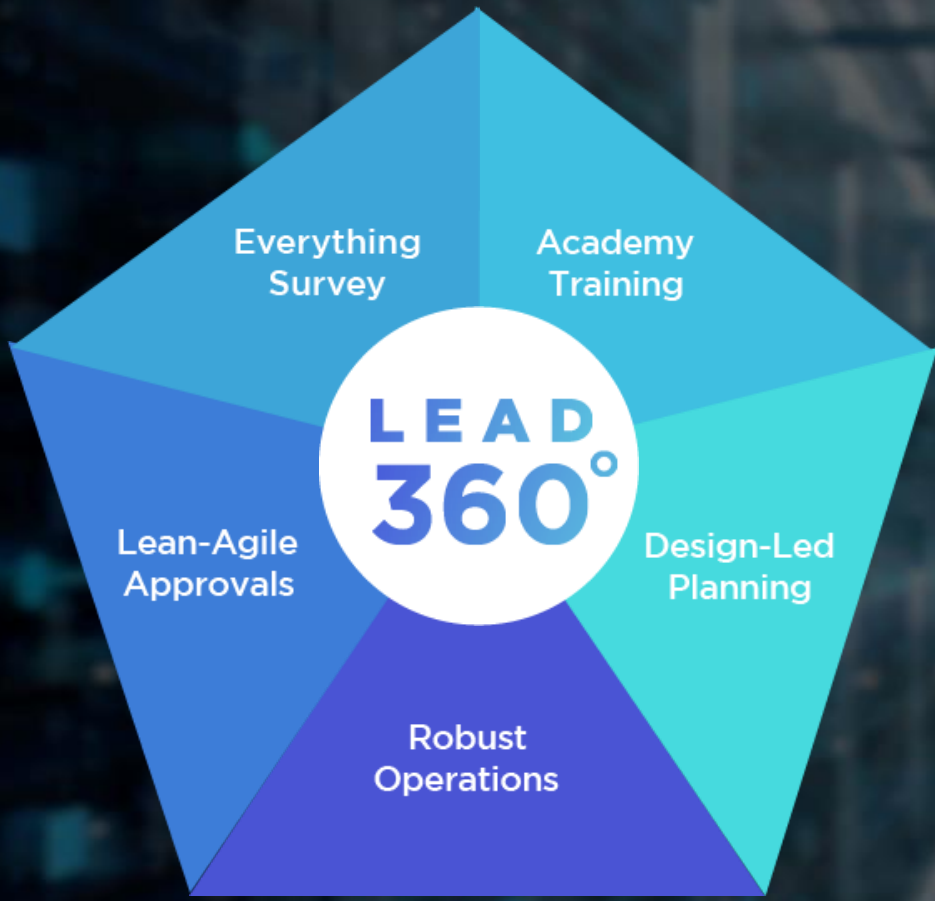 Everything
Survey
Academy
Training
LEAD
360°
Lean-Agile
Approvals
Design-Led
Planning
Robust
Operations